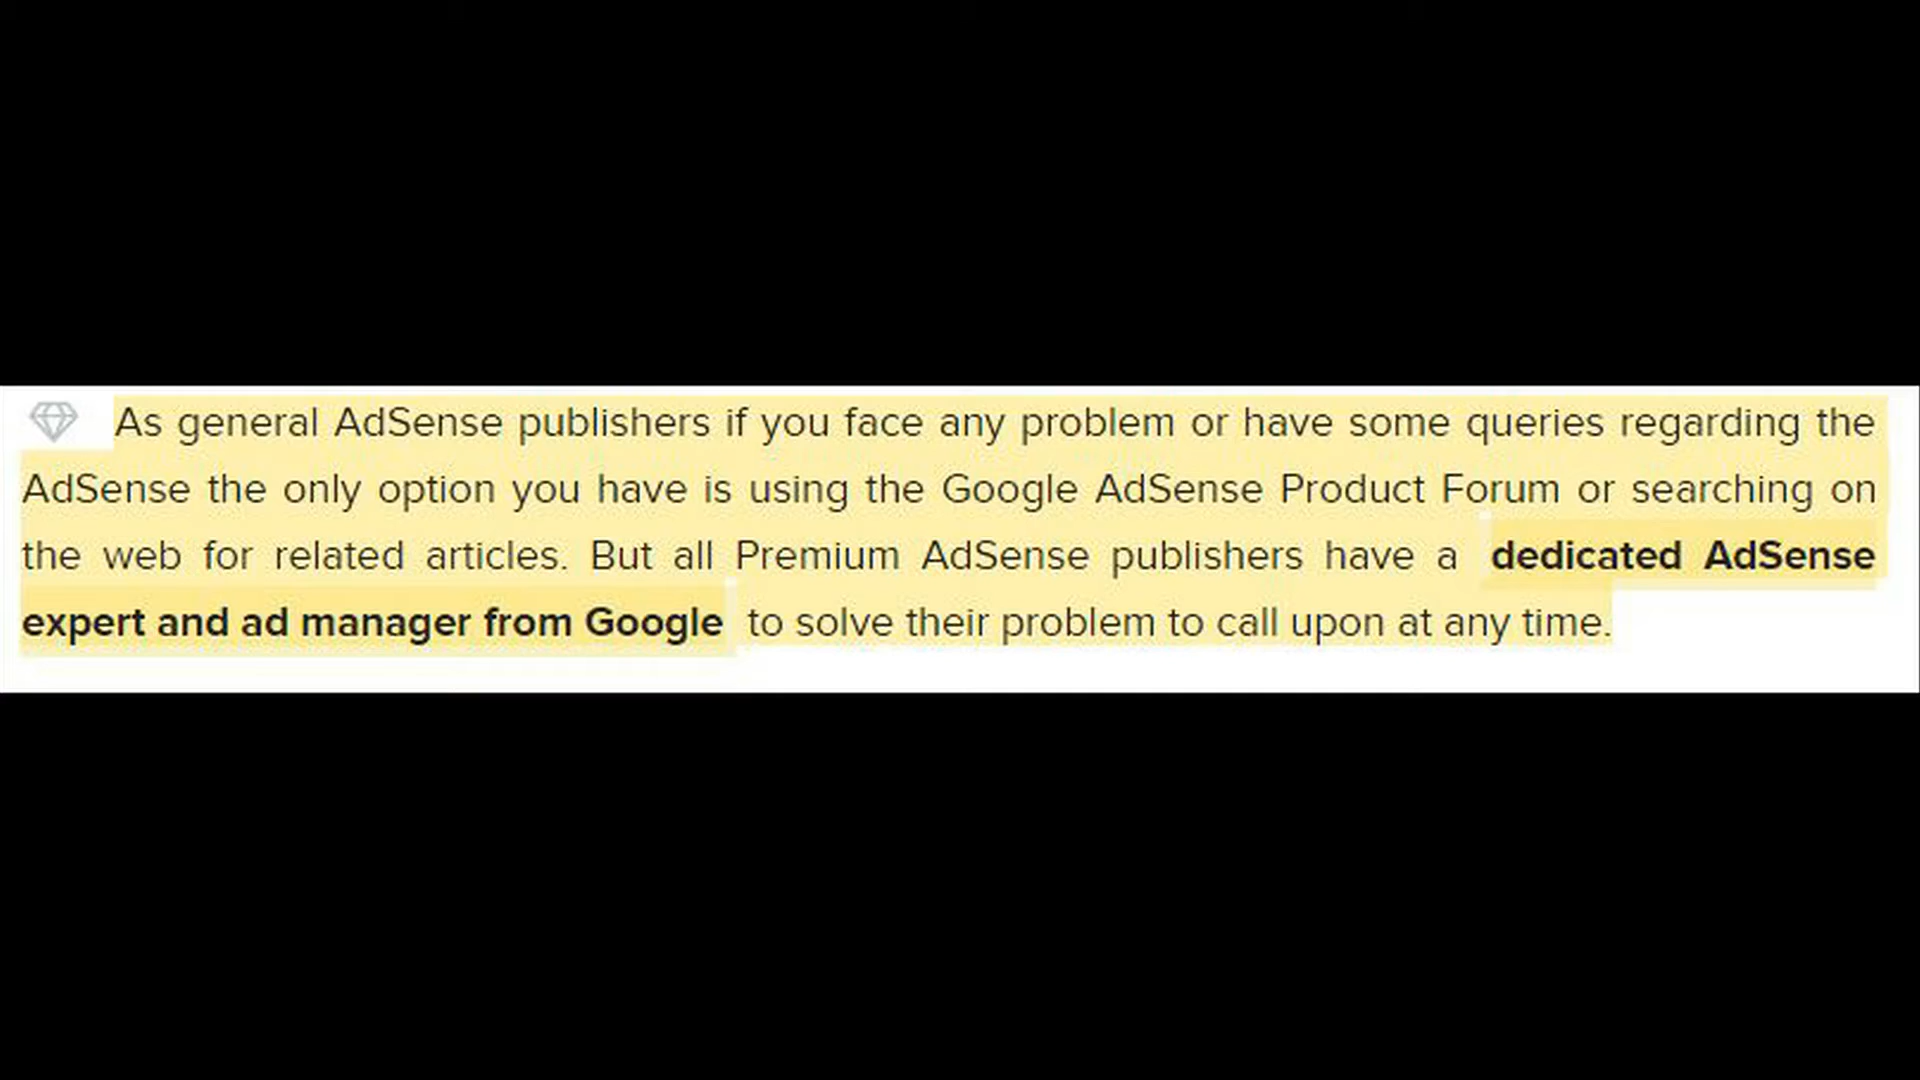 As general AdSense publishers if you face any problem or have some queries regarding the
AdSense the only option you have is using the Google AdSense Product Forum or searching on
the web for related articles. But all Premium AdSense publishers have a dedicated AdSense
expert and ad manager from Google to solve their problem to call upon at any time.